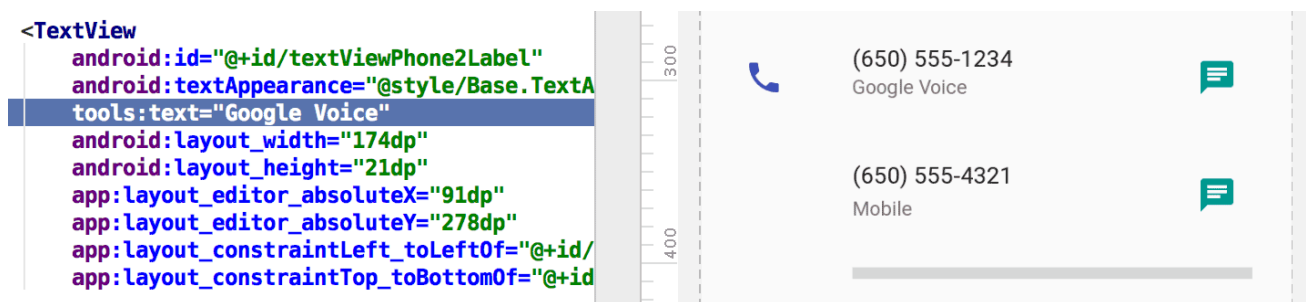 <TextView
android:id="@+id/textViewPhone2Label"
android:textAppearance="@style/Base.TextA
tools:text="Google Voice"
android:layout_width="174dp"
android:layout_height="21dp"
app:layout_editor_absoluteX="91dp"
app:layout_editor_absoluteY="278dp"
app:layout_constraintLeft_toLeftOf="@+id/
app:layout_constraintTop_toBottomOf="@+id
300
400
(650) 555-1234
Google Voice
(650) 555-4321
Mobile